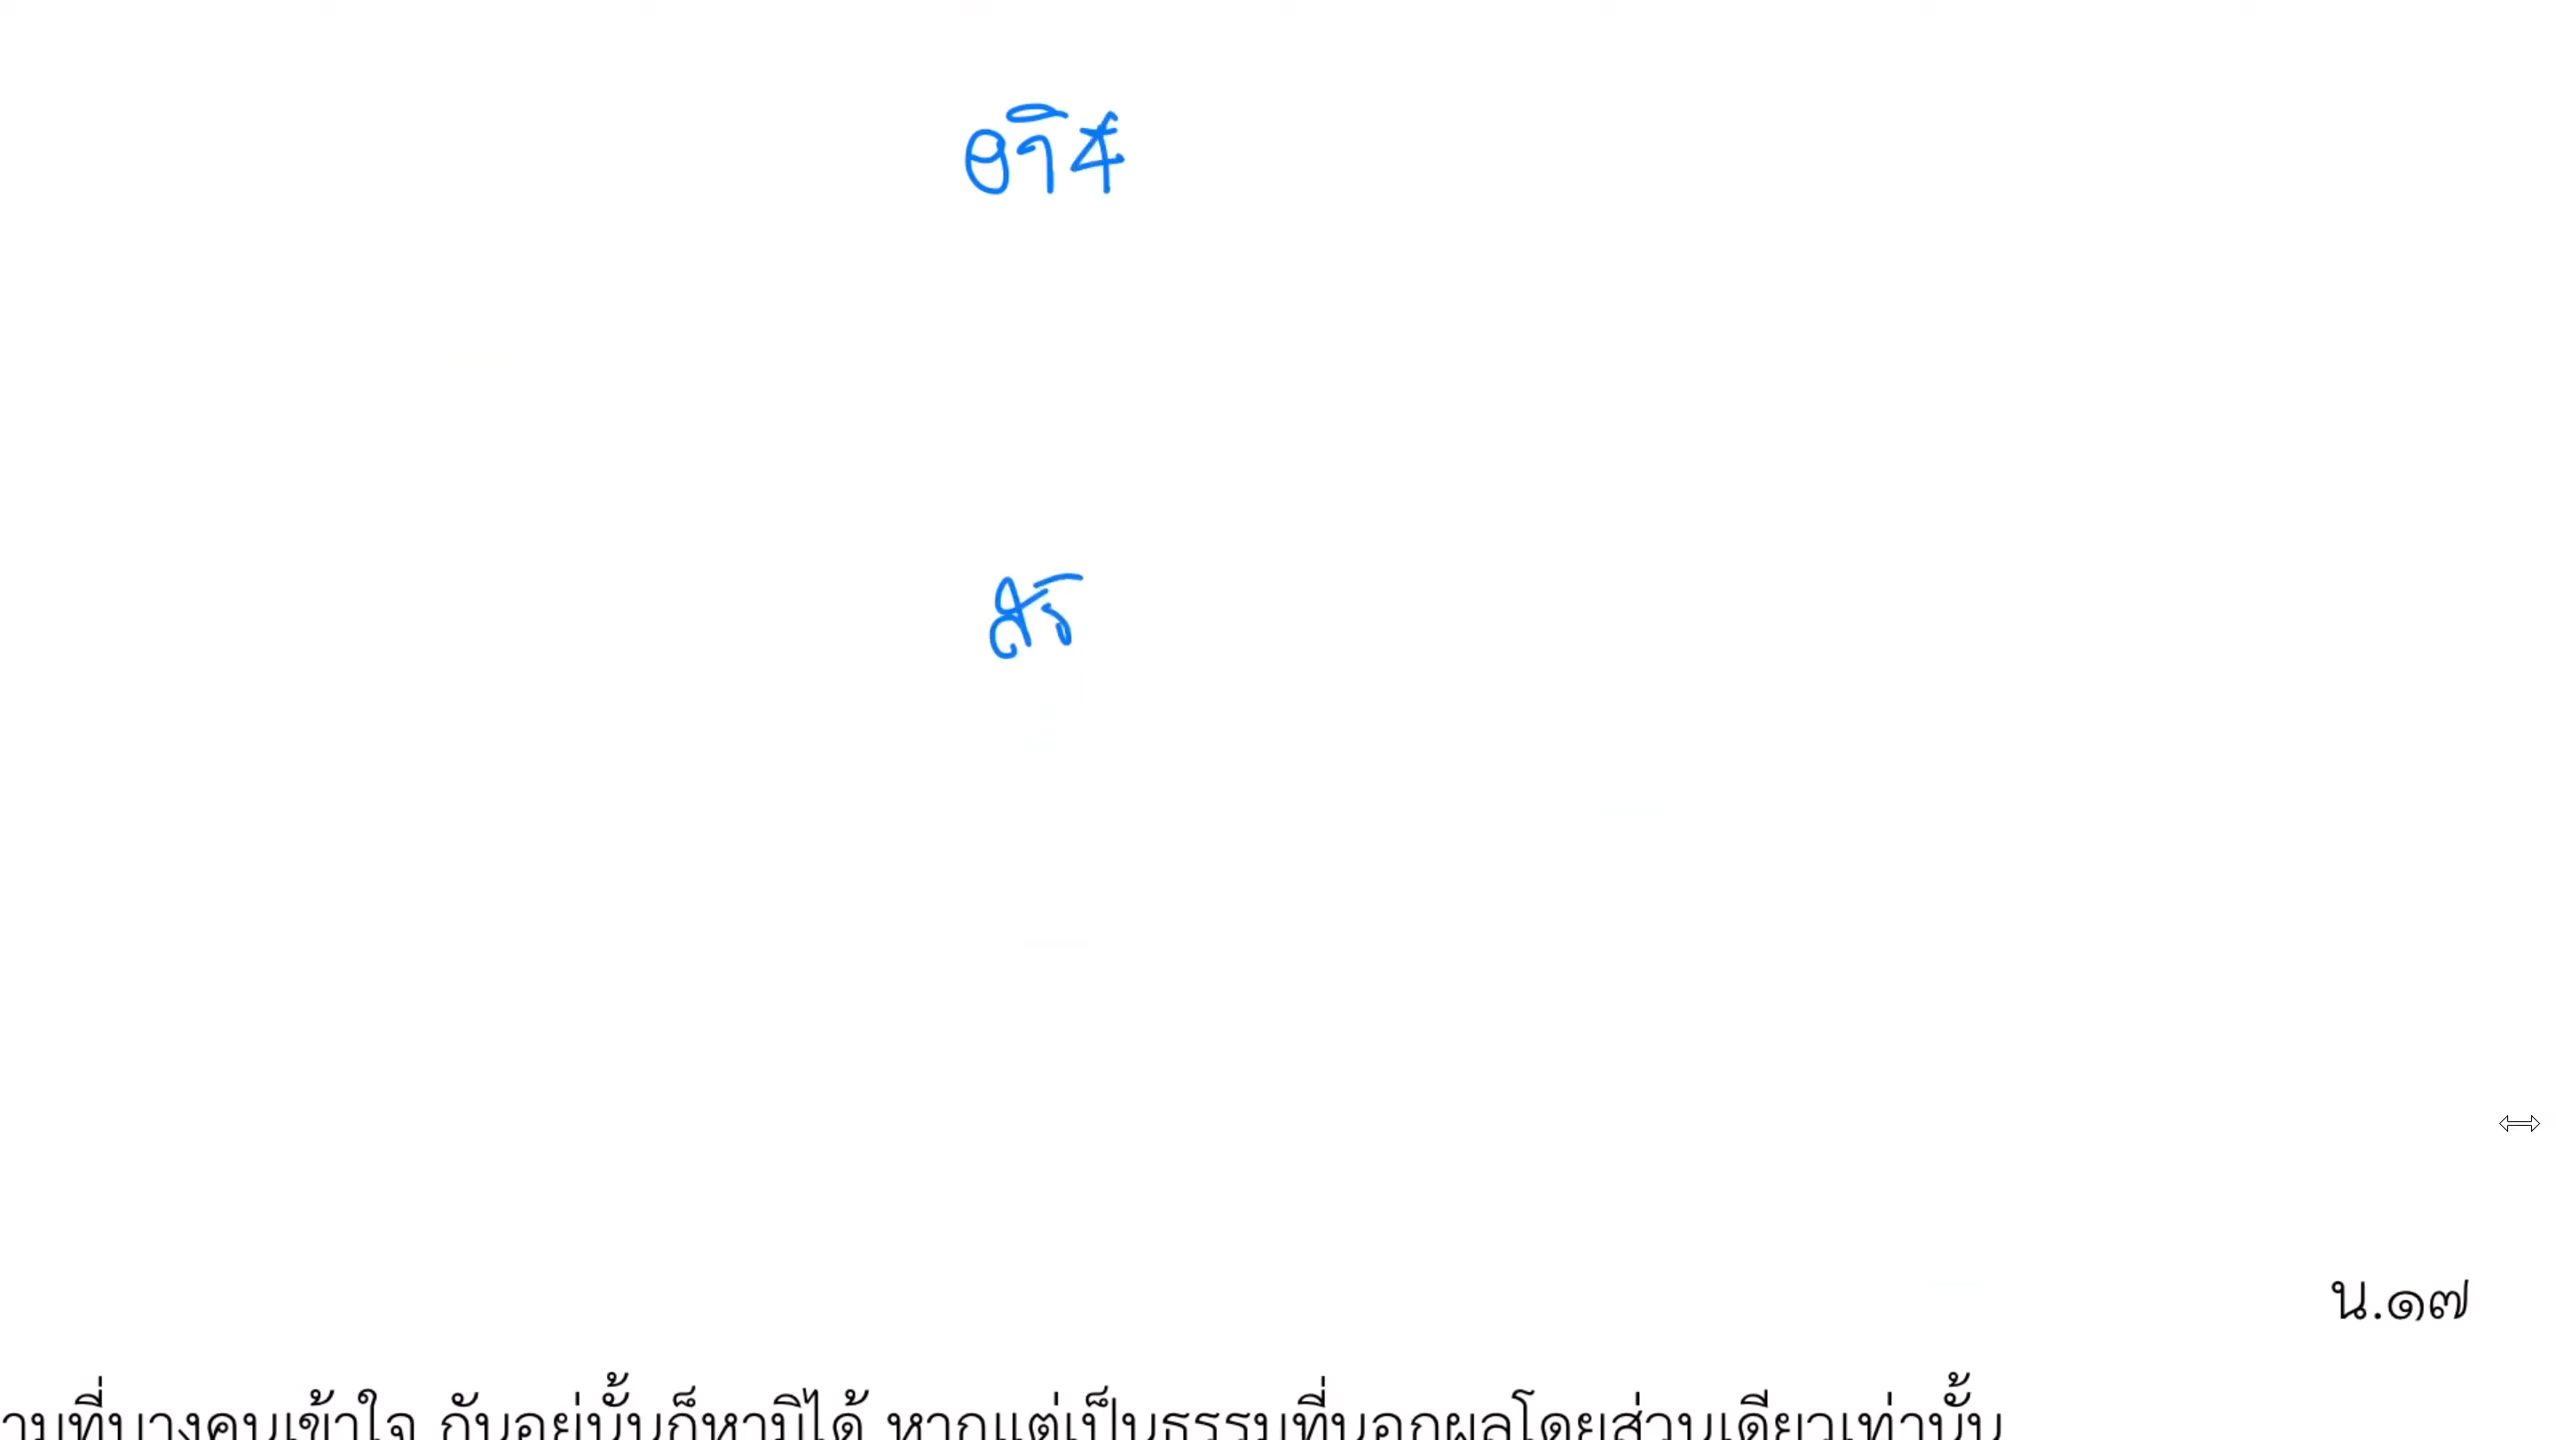 น.๑๗
ามที่บางคนเข้าใจ กันอยู่นั้นก็หามิได้ หากแต่เป็นธรรมที่บอกผลโดยส่วนเดียวเท่านั้น